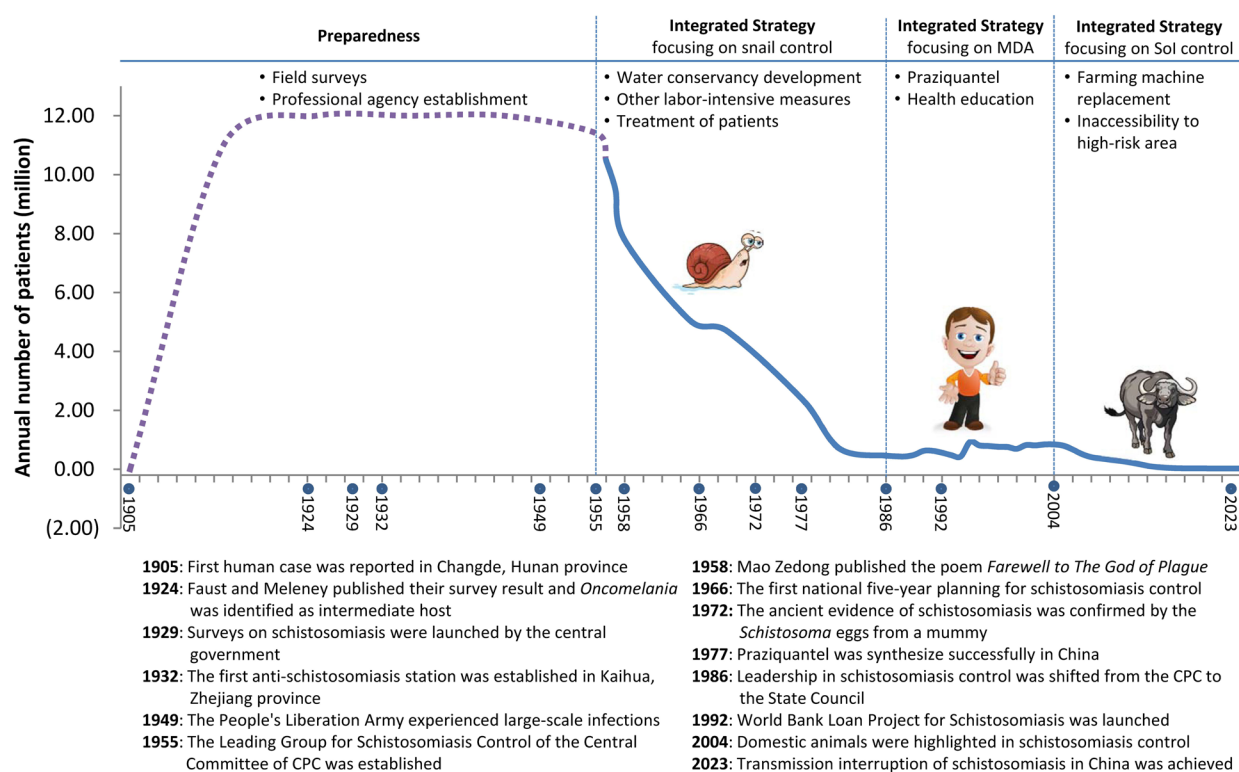 Preparedness
Integrated Strategy
focusing on snail control
Integrated Strategy
focusing on MDA
Integrated Strategy
focusing on SoI control
• Field surveys
• Professional agency establishment
• Water conservancy development
• Other labor-intensive measures
• Treatment of patients
• Praziquantel
• Health education
• Farming machine
replacement
• Inaccessibility to
high-risk area
Annual number of patients (million)
12.00
10.00
8.00
6.00
4.00
2.00
0.00
(2.00)
1905
1924
1929
1932
1949
1955
1958
1966
1972
1977
1986
1992
2004
2023
1905: First human case was reported in Changde, Hunan province
1924: Faust and Meleney published their survey result and Oncomelania
was identified as intermediate host
1929: Surveys on schistosomiasis were launched by the central
government
1932: The first anti-schistosomiasis station was established in Kaihua,
Zhejiang province
1949: The People's Liberation Army experienced large-scale infections
1955: The Leading Group for Schistosomiasis Control of the Central
Committee of CPC was established
1958: Mao Zedong published the poem Farewell to The God of Plague
1966: The first national five-year planning for schistosomiasis control
1972: The ancient evidence of schistosomiasis was confirmed by the
Schistosoma eggs from a mummy
1977: Praziquantel was synthesize successfully in China
1986: Leadership in schistosomiasis control was shifted from the CPC to
the State Council
1992: World Bank Loan Project for Schistosomiasis was launched
2004: Domestic animals were highlighted in schistosomiasis control
2023: Transmission interruption of schistosomiasis in China was achieved